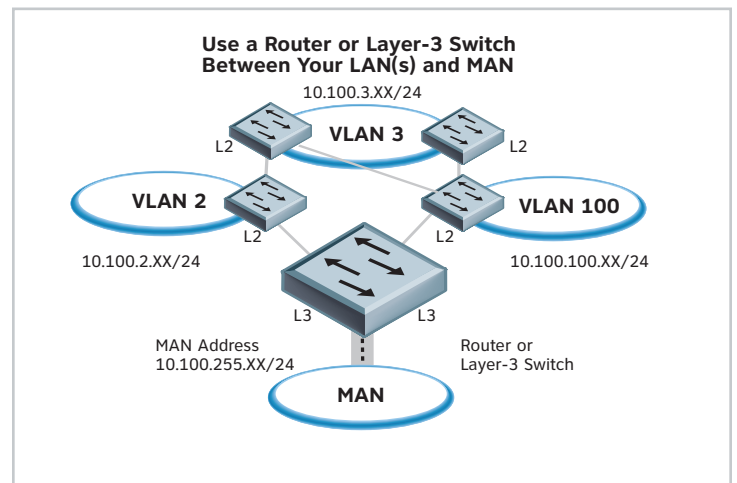 Use a Router or Layer-3 Switch
Between Your LAN(s) and MAN
10.100.3.XX/24
VLAN 3
L2
L2
VLAN 2
VLAN 100
L2
L2
10.100.2.XX/24
10.100.100.XX/24
L3
L3
MAN Address
10.100.255.XX/24
Router or
Layer-3 Switch
MAN